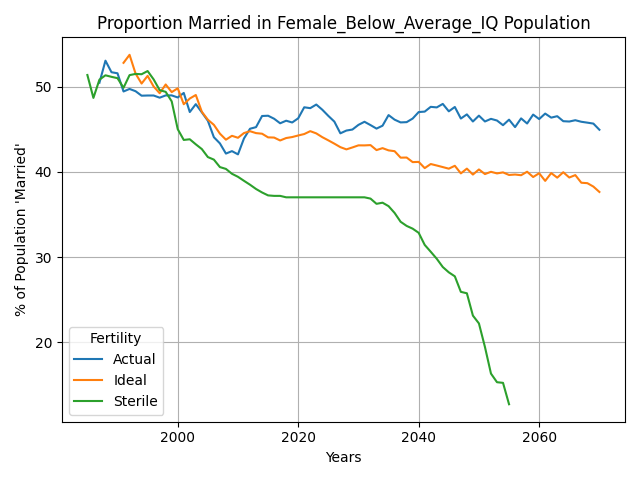 Proportion Married in Female_Below_Average_IQ Population
% of Population 'Married'
50
40
30
20
Fertility
Actual
Ideal
Sterile
2000
2020
2040
2060
Years